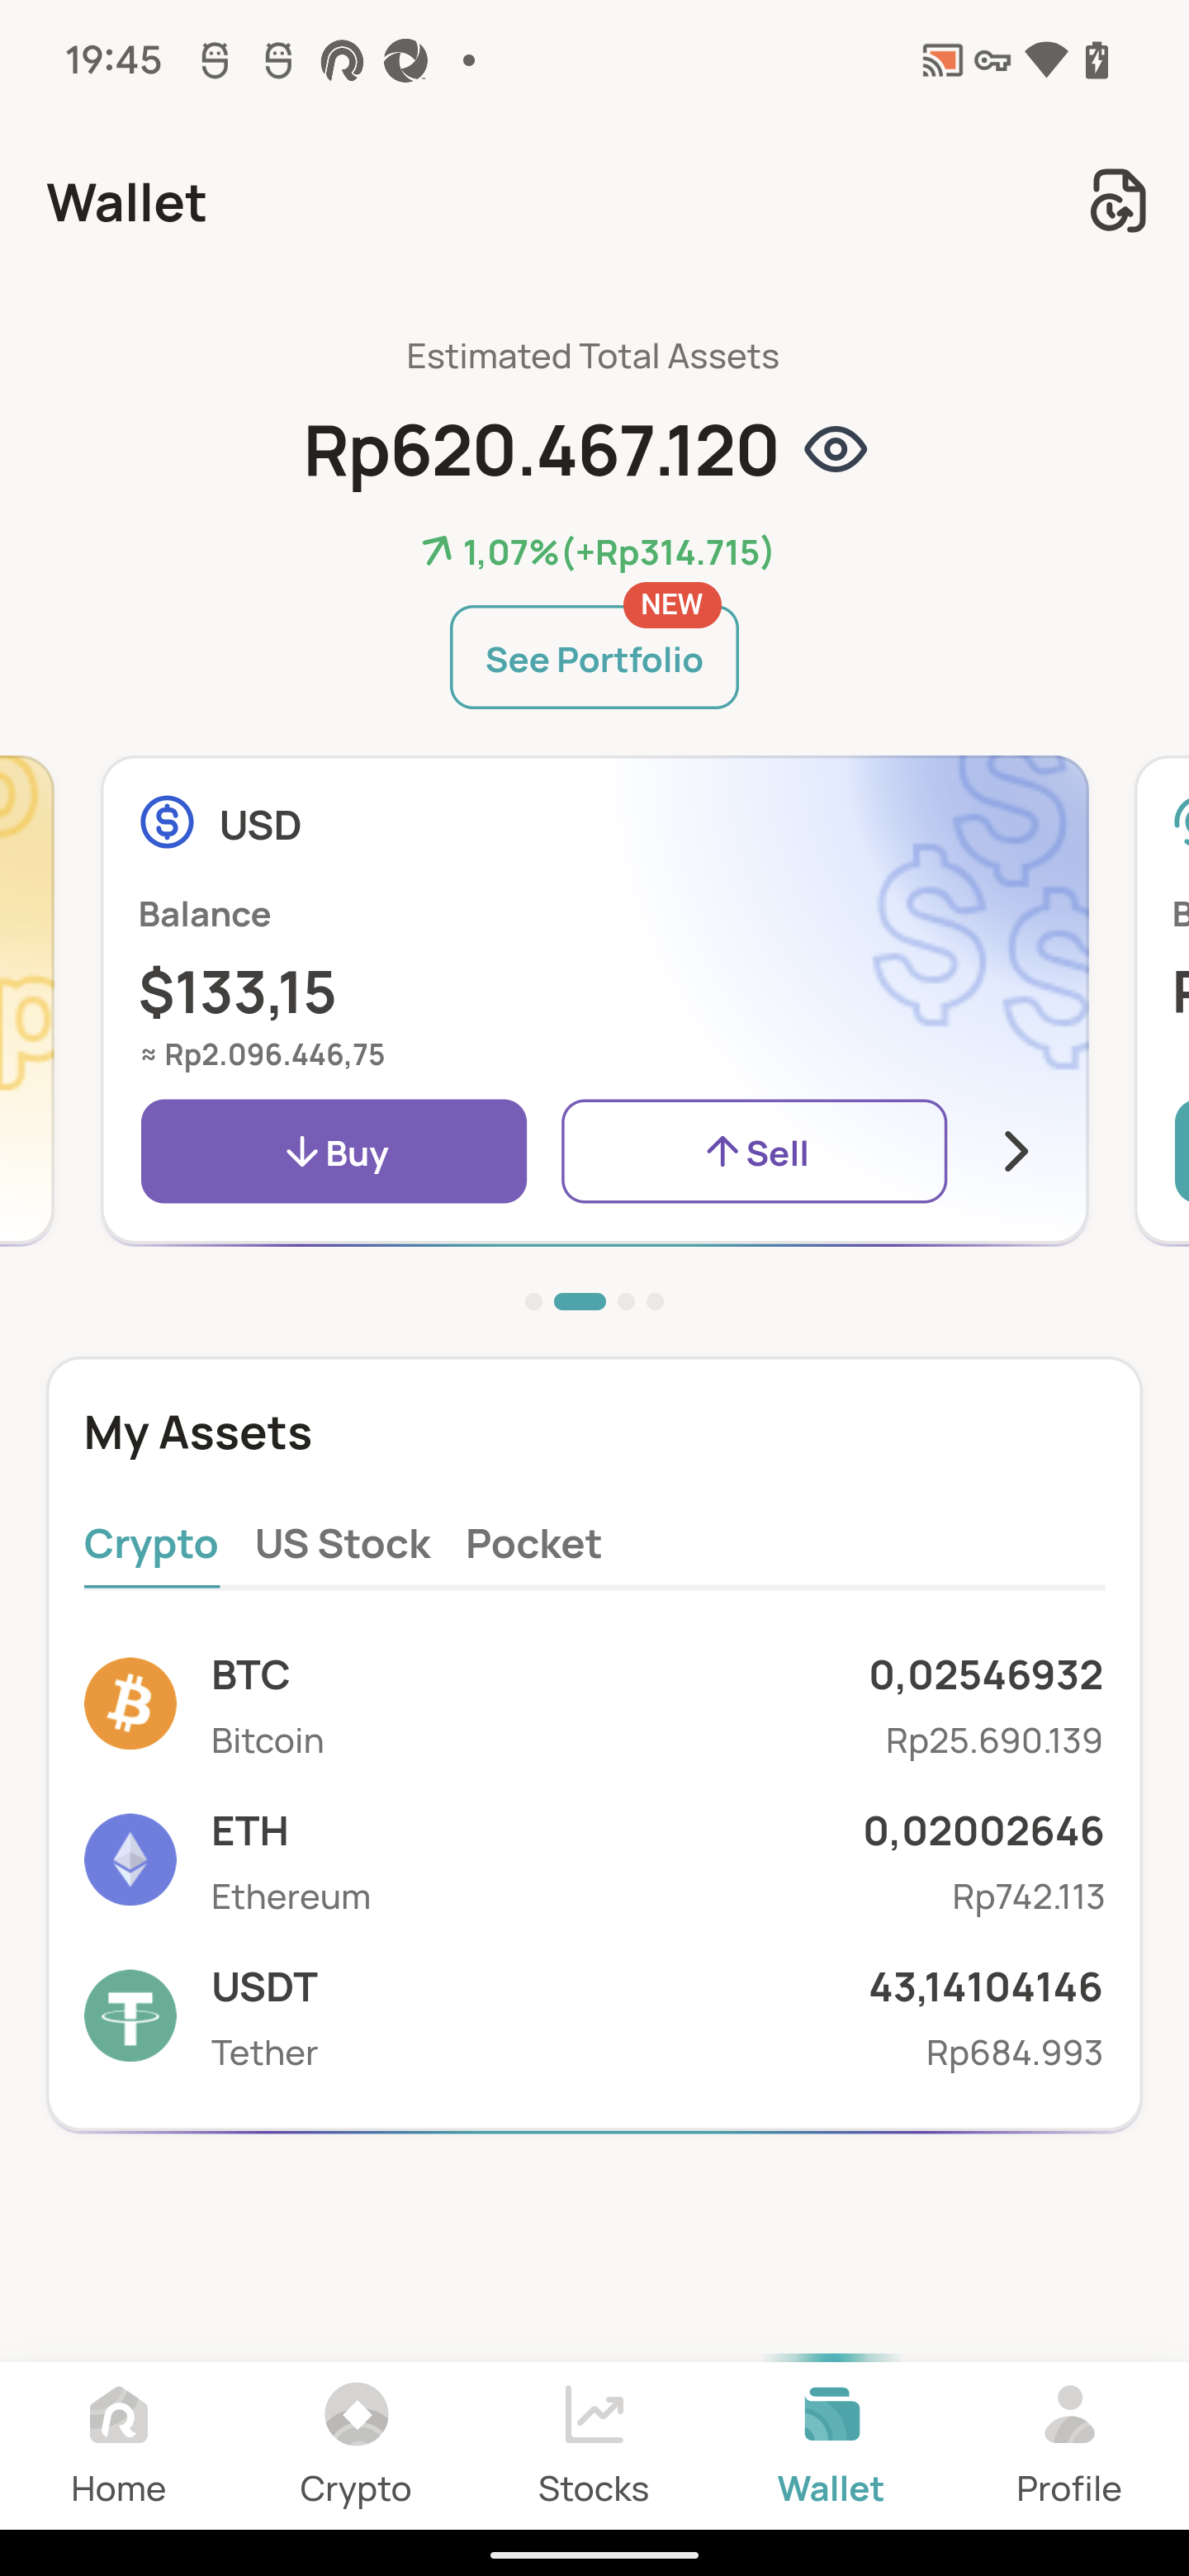 19:45
Wallet
Estimated Total Assets
Rp620.467.120
1,07%(+Rp314.715)
NEW
See Portfolio
USD
Balance
$133,15
≈ Rp2.096.446,75
Buy
Sell
My Assets
Crypto US Stock Pocket
BTC 0,02546932
Bitcoin Rp25.690.139
ETH 0,02002646
Ethereum Rp742.113
USDT 43,14104146
Tether Rp684.993
Home Crypto Stocks Wallet Profile